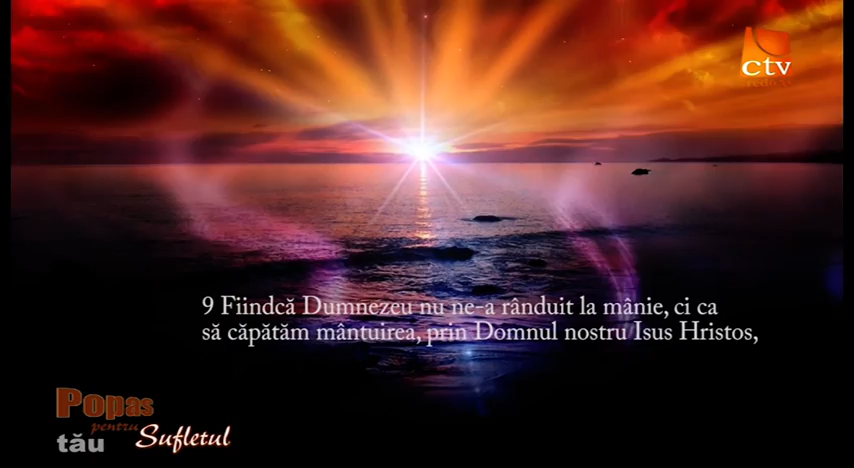 ctv
9 Fiindcă Dumnezeu nu ne-a rânduit la mânie, ci ca
să căpătăm mântuirea, prin Domnul nostru Isus Hristos,
Popas
pentru
tău Sufletul